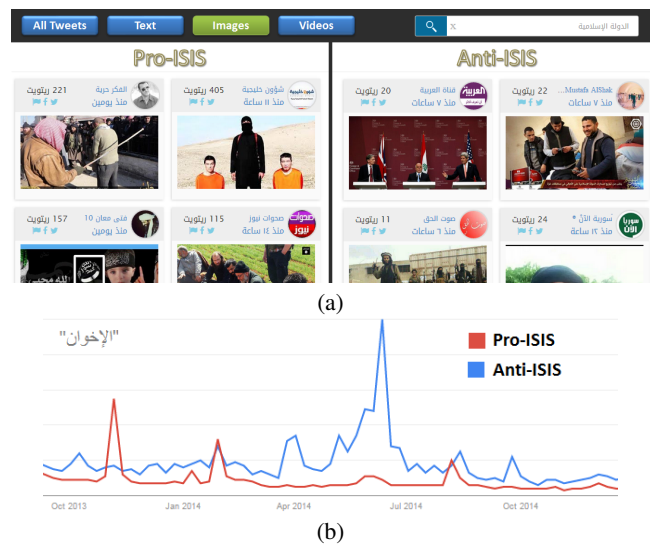 All Tweets
Text
Images
Videos
x
الدولة الإسلامية
Pro-ISIS
Anti-ISIS
221 ريتويت
الفكر حرية
منذ يومين
405 ريتويت
شؤون خليجية
منذ ١١ ساعة
20 ريتويت
قناة العربية
منذ ٧ ساعات
22 ريتويت
Mustafa AlShak...
منذ ٧ ساعات
157 ريتويت
فتى معان 10
منذ يومين
115 ريتويت
صحوات نيوز
منذ ١٤ ساعة
11 ريتويت
صوت الحق
منذ ٦ ساعات
24 ريتويت
سورية الآن *
منذ ١٢ ساعة
(a)
"الإخوان"
Pro-ISIS
Anti-ISIS
Oct 2013
Jan 2014
Apr 2014
Jul 2014
Oct 2014
(b)